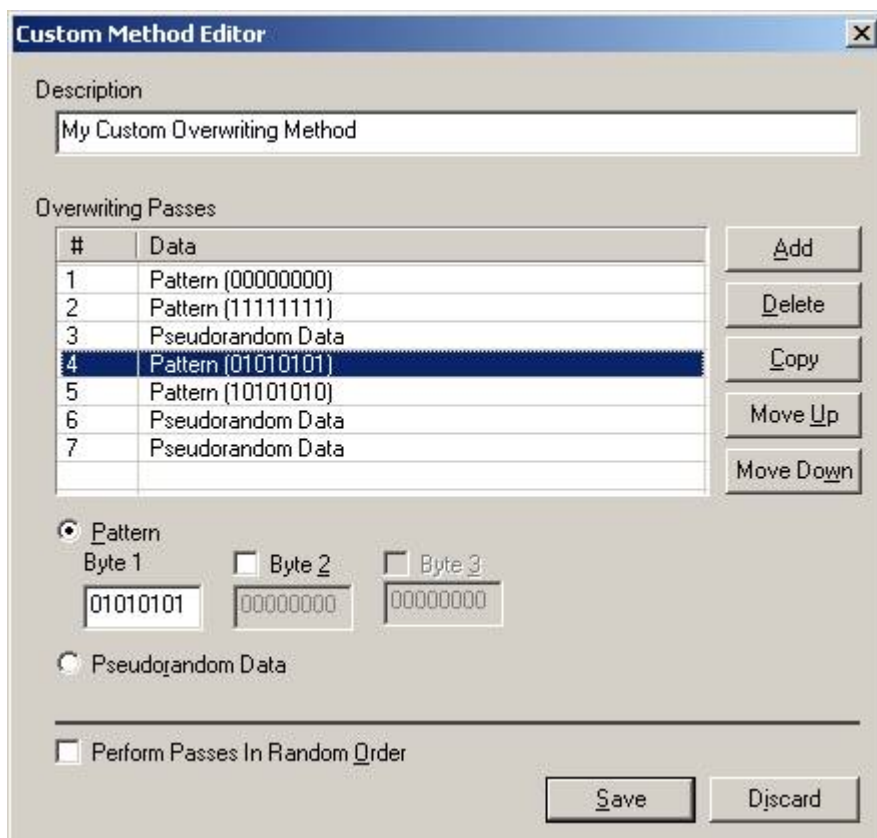 Custom Method Editor
Description
My Custom Overwriting Method
Overwriting Passes
# Data
1 Pattern (00000000)
2 Pattern (11111111)
3 Pseudorandom Data
4 Pattern (01010101)
5 Pattern (10101010)
6 Pseudorandom Data
7 Pseudorandom Data
Add
Delete
Copy
Move Up
Move Down
Pattern
Byte 1 Byte 2 Byte 3
01010101 00000000 00000000
Pseudorandom Data
Perform Passes In Random Order
Save Discard